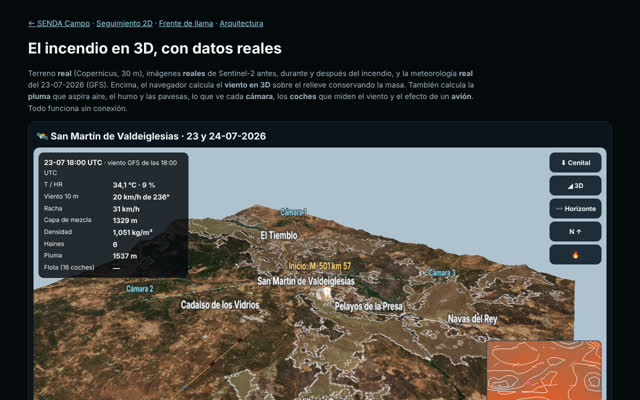 ← SENDA Campo · Seguimiento 2D · Frente de llama · Arquitectura
El incendio en 3D, con datos reales
Terreno real (Copernicus, 30 m), imágenes reales de Sentinel-2 antes, durante y después del incendio, y la meteorología real
del 23-07-2026 (GFS). Encima, el navegador calcula el viento en 3D sobre el relieve conservando la masa. También calcula la
pluma que aspira aire, el humo y las pavesas, lo que ve cada cámara, los coches que miden el viento y el efecto de un avión.
Todo funciona sin conexión.
San Martín de Valdeiglesias · 23 y 24-07-2026
23-07 18:00 UTC · viento GFS de las 18:00
UTC
T / HR 34,1 °C · 9 %
Viento 10 m 20 km/h de 236°
Racha 31 km/h
Capa de mezcla 1329 m
Densidad 1,051 kg/m³
Haines 6
Pluma 1537 m
Flota (16 coches) —
⬇ Cenital
◢ 3D
— Horizonte
N ↑
🔥
Cámara 1
El Tiemblo
Inicio: M-501 km 57
Cámara 3
San Martín de Valdeiglesias
Cámara 2
Cadalso de los Vidrios
Pelayos de la Presa
Navas del Rey